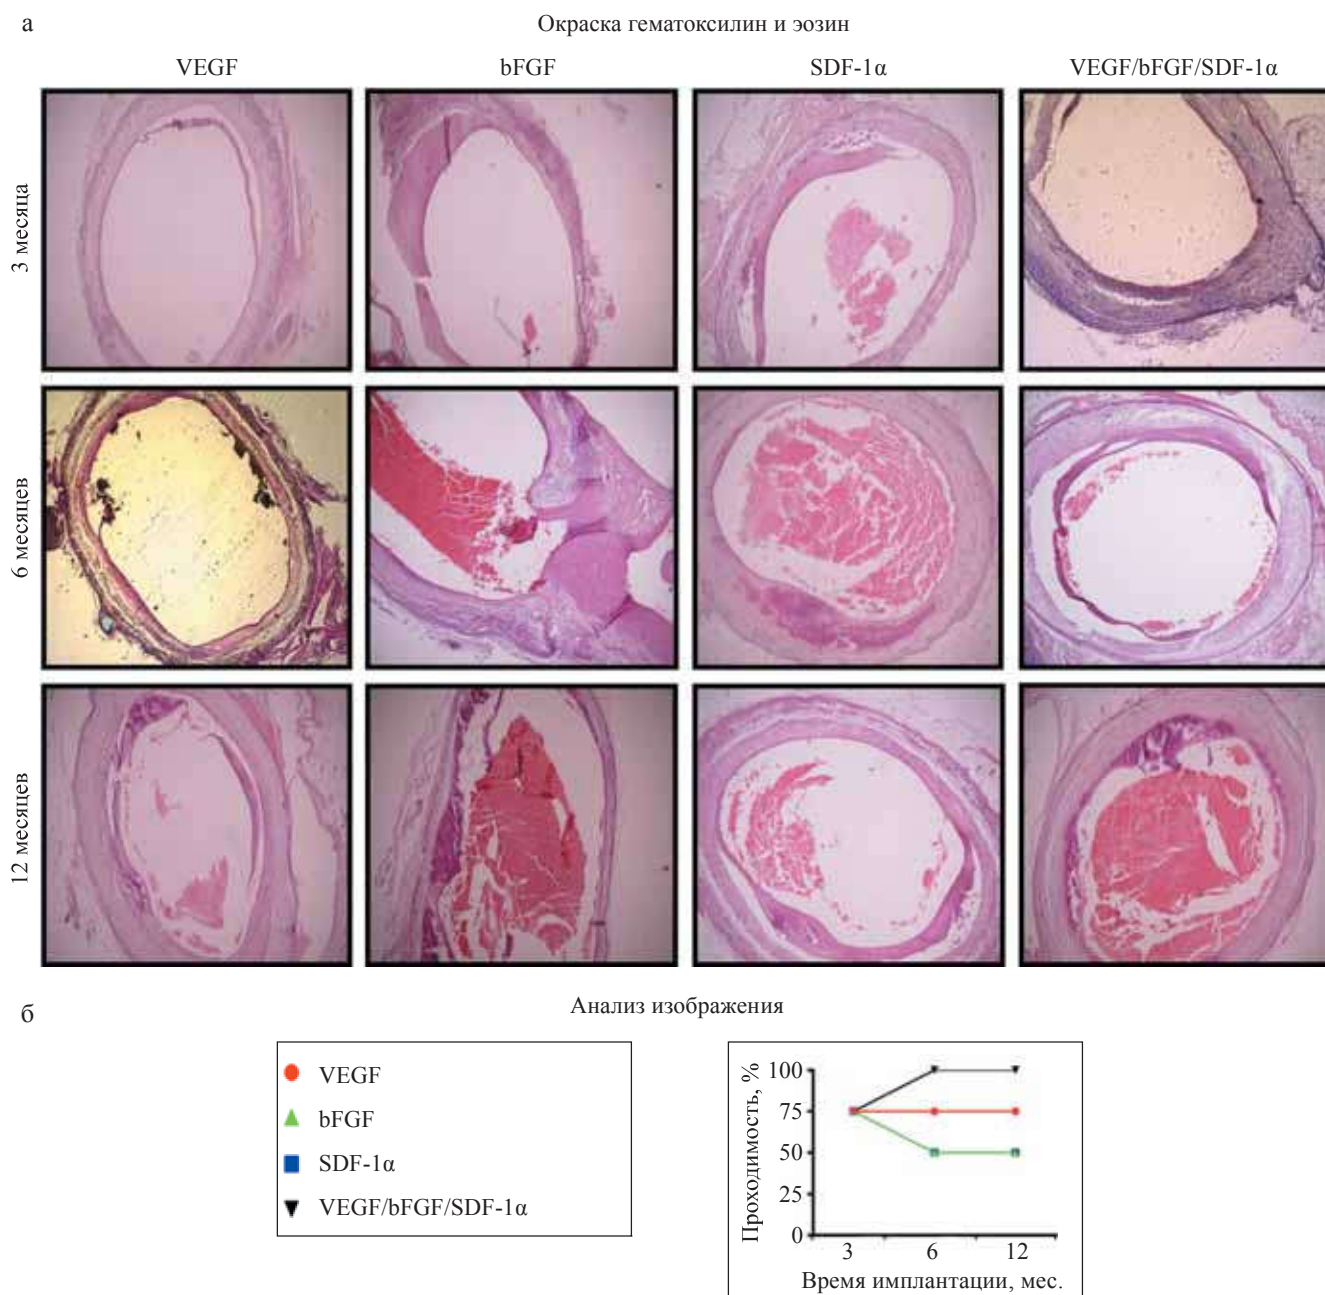 а
Окраска гематоксилин и эозин
VEGF bFGF SDF-1α VEGF/bFGF/SDF-1α
3 месяца
6 месяцев
12 месяцев
б
Анализ изображения
VEGF
bFGF
SDF-1α
VEGF/bFGF/SDF-1α
Проходимость, %
100
75
50
25
0
3 6 12
Время имплантации, мес.